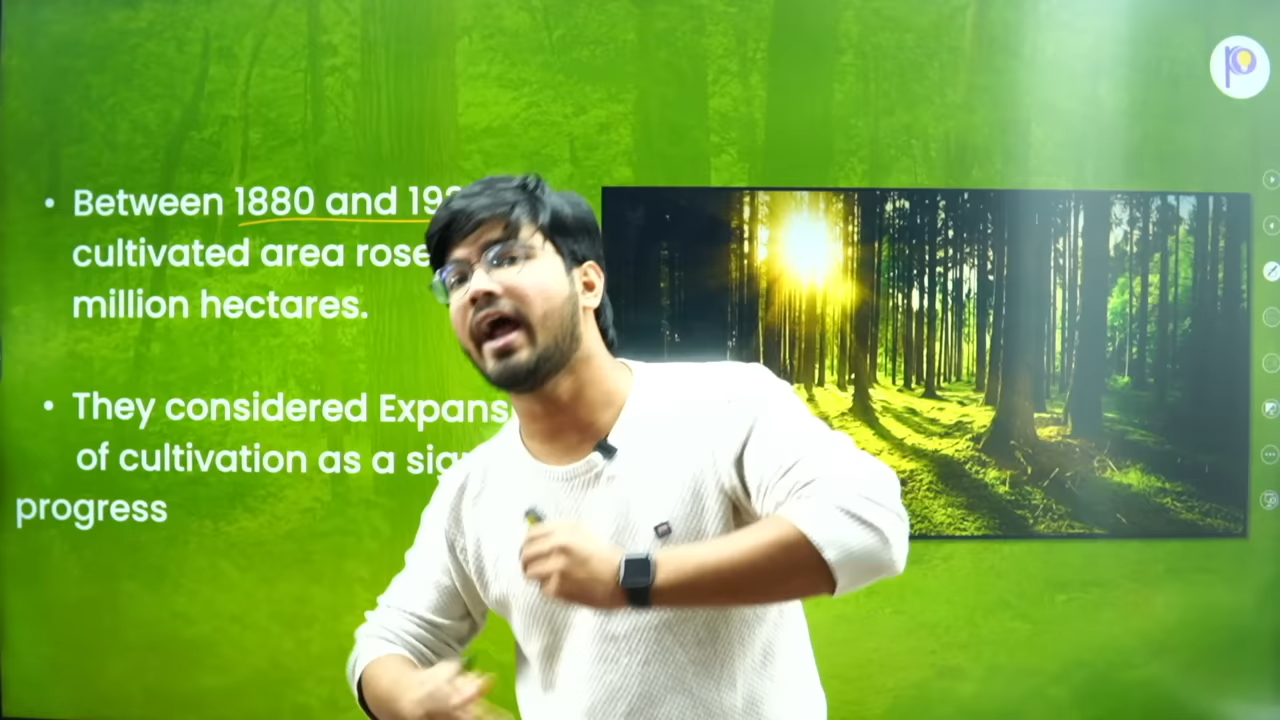 • Between 1880 and
cultivated area rose
million hectares.
• They considered
of cultivation as a
progress